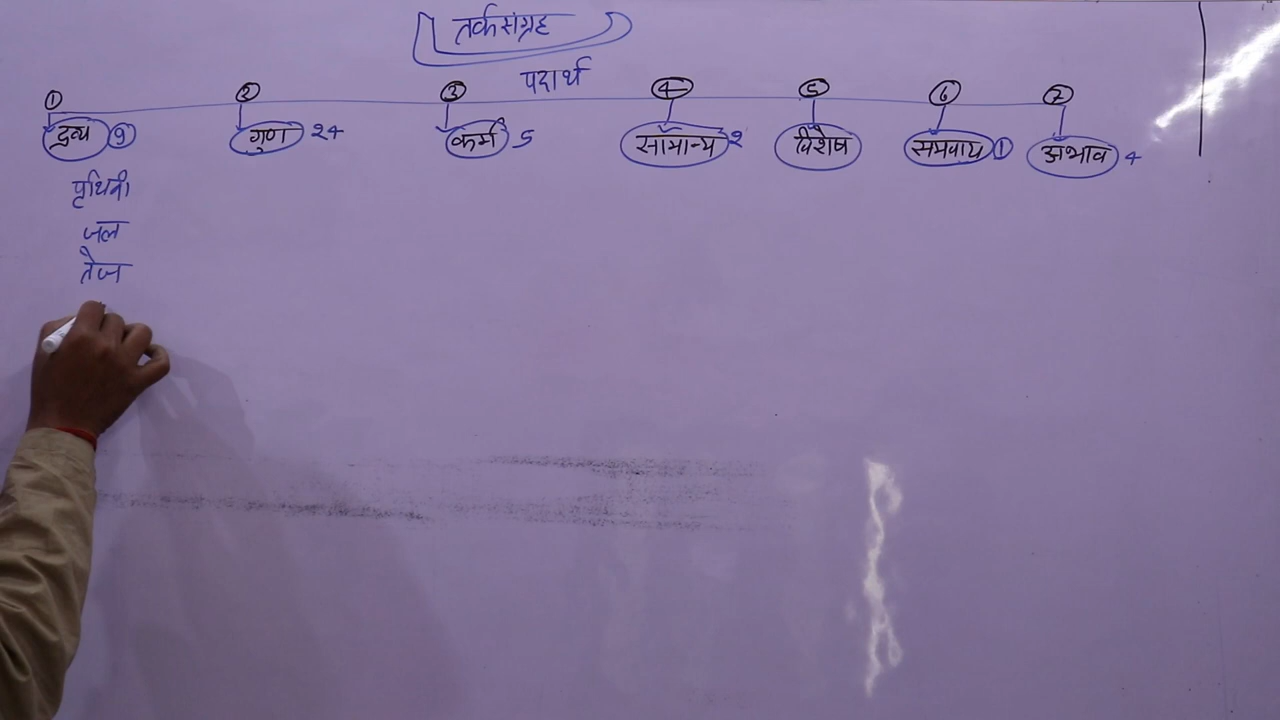 तर्कसंग्रह
पदार्थ
① ② ③ ④ ⑤ ⑥ ⑦
द्रव्य ⑨ गुण 24 कर्म 5 सामान्य 2 विशेष समवाय ① अभाव 4
पृथिवी
जल
तेज